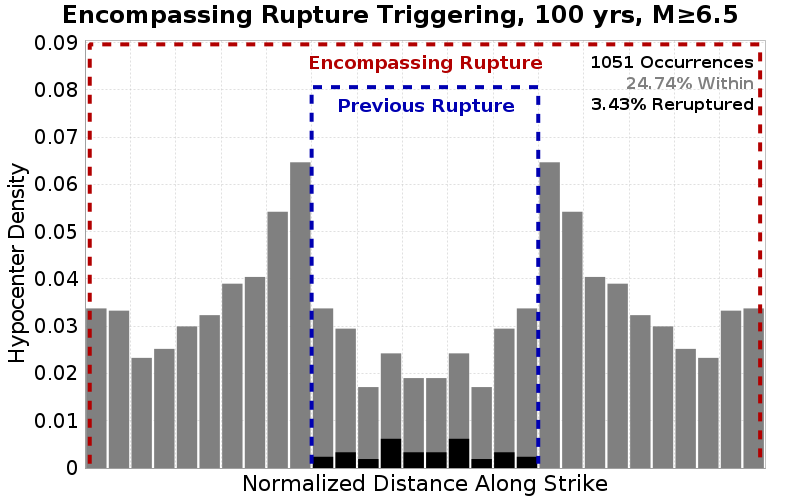 Encompassing Rupture Triggering, 100 yrs, M≥6.5
0.09
0.08
0.07
0.06
0.05
0.04
0.03
0.02
0.01
0
Hypocenter Density
Encompassing Rupture
Previous Rupture
1051 Occurrences
24.74% Within
3.43% Reruptured
Normalized Distance Along Strike